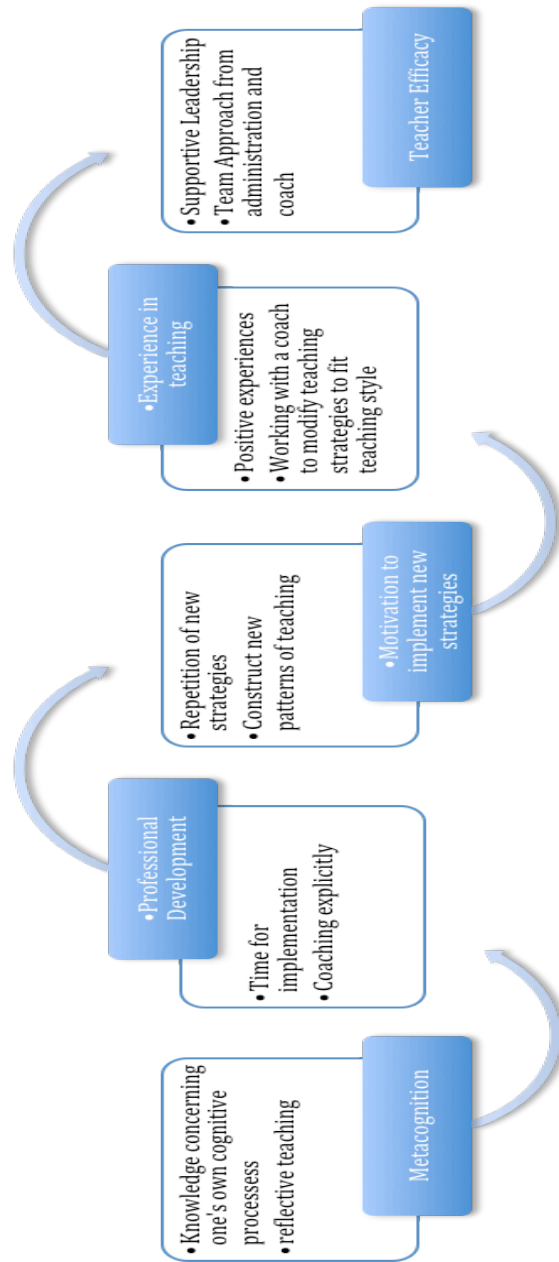 • Knowledge concerning
one's own cognitive
processess
• reflective teaching
Metacognition
• Professional
Development
• Time for
implementation
• Coaching explicitly
• Repetition of new
strategies
• Construct new
patterns of teaching
• Motivation to
implement new
strategies
• Experience in
teaching
• Positive experiences
• Working with a coach
to modify teaching
strategies to fit
teaching style
• Supportive Leadership
• Team Approach from
administration and
coach
Teacher Efficacy